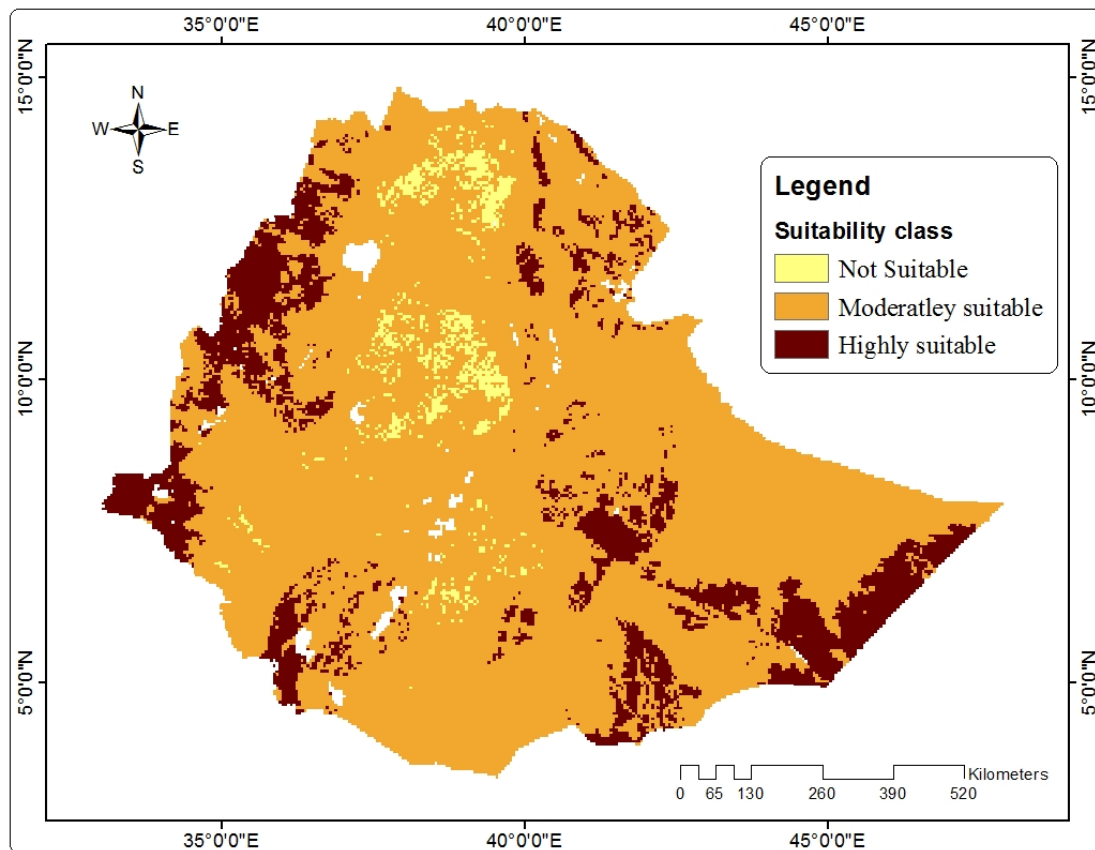 35°0'0"E 40°0'0"E 45°0'0"E
15°0'0"N 15°0'0"N
N
W E
S
Legend
Suitability class
Not Suitable
Moderatley suitable
Highly suitable
10°0'0"N 10°0'0"N
5°0'0"N 5°0'0"N
Kilometers
0 65 130 260 390 520
35°0'0"E 40°0'0"E 45°0'0"E